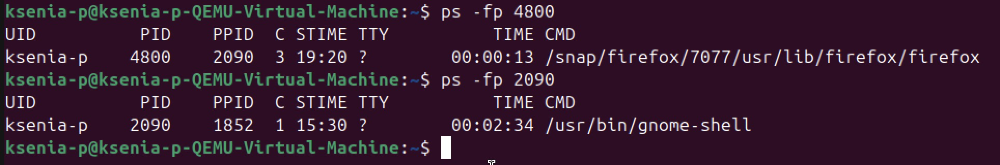 ksenia-p@ksenia-p-QEMU-Virtual-Machine:~$ ps -fp 4800
UID          PID    PPID  C STIME TTY          TIME CMD
ksenia-p    4800    2090  3 19:20 ?        00:00:13 /snap/firefox/7077/usr/lib/firefox/firefox
ksenia-p@ksenia-p-QEMU-Virtual-Machine:~$ ps -fp 2090
UID          PID    PPID  C STIME TTY          TIME CMD
ksenia-p    2090    1852  1 15:30 ?        00:02:34 /usr/bin/gnome-shell
ksenia-p@ksenia-p-QEMU-Virtual-Machine:~$